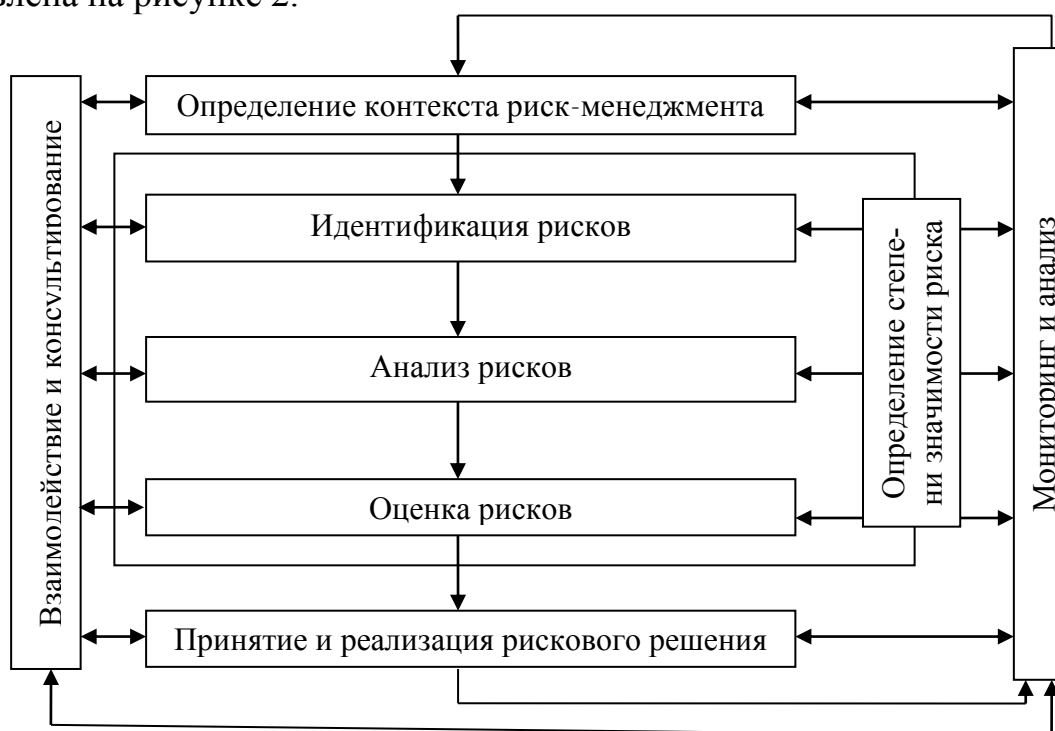 влена на рисунке 2.
Определение контекста риск-менеджмента
Взаимодействие и консультирование
Идентификация рисков
Анализ рисков
Оценка рисков
Определение степе-
ни значимости риска
Мониторинг и анализ
Принятие и реализация рискового решения